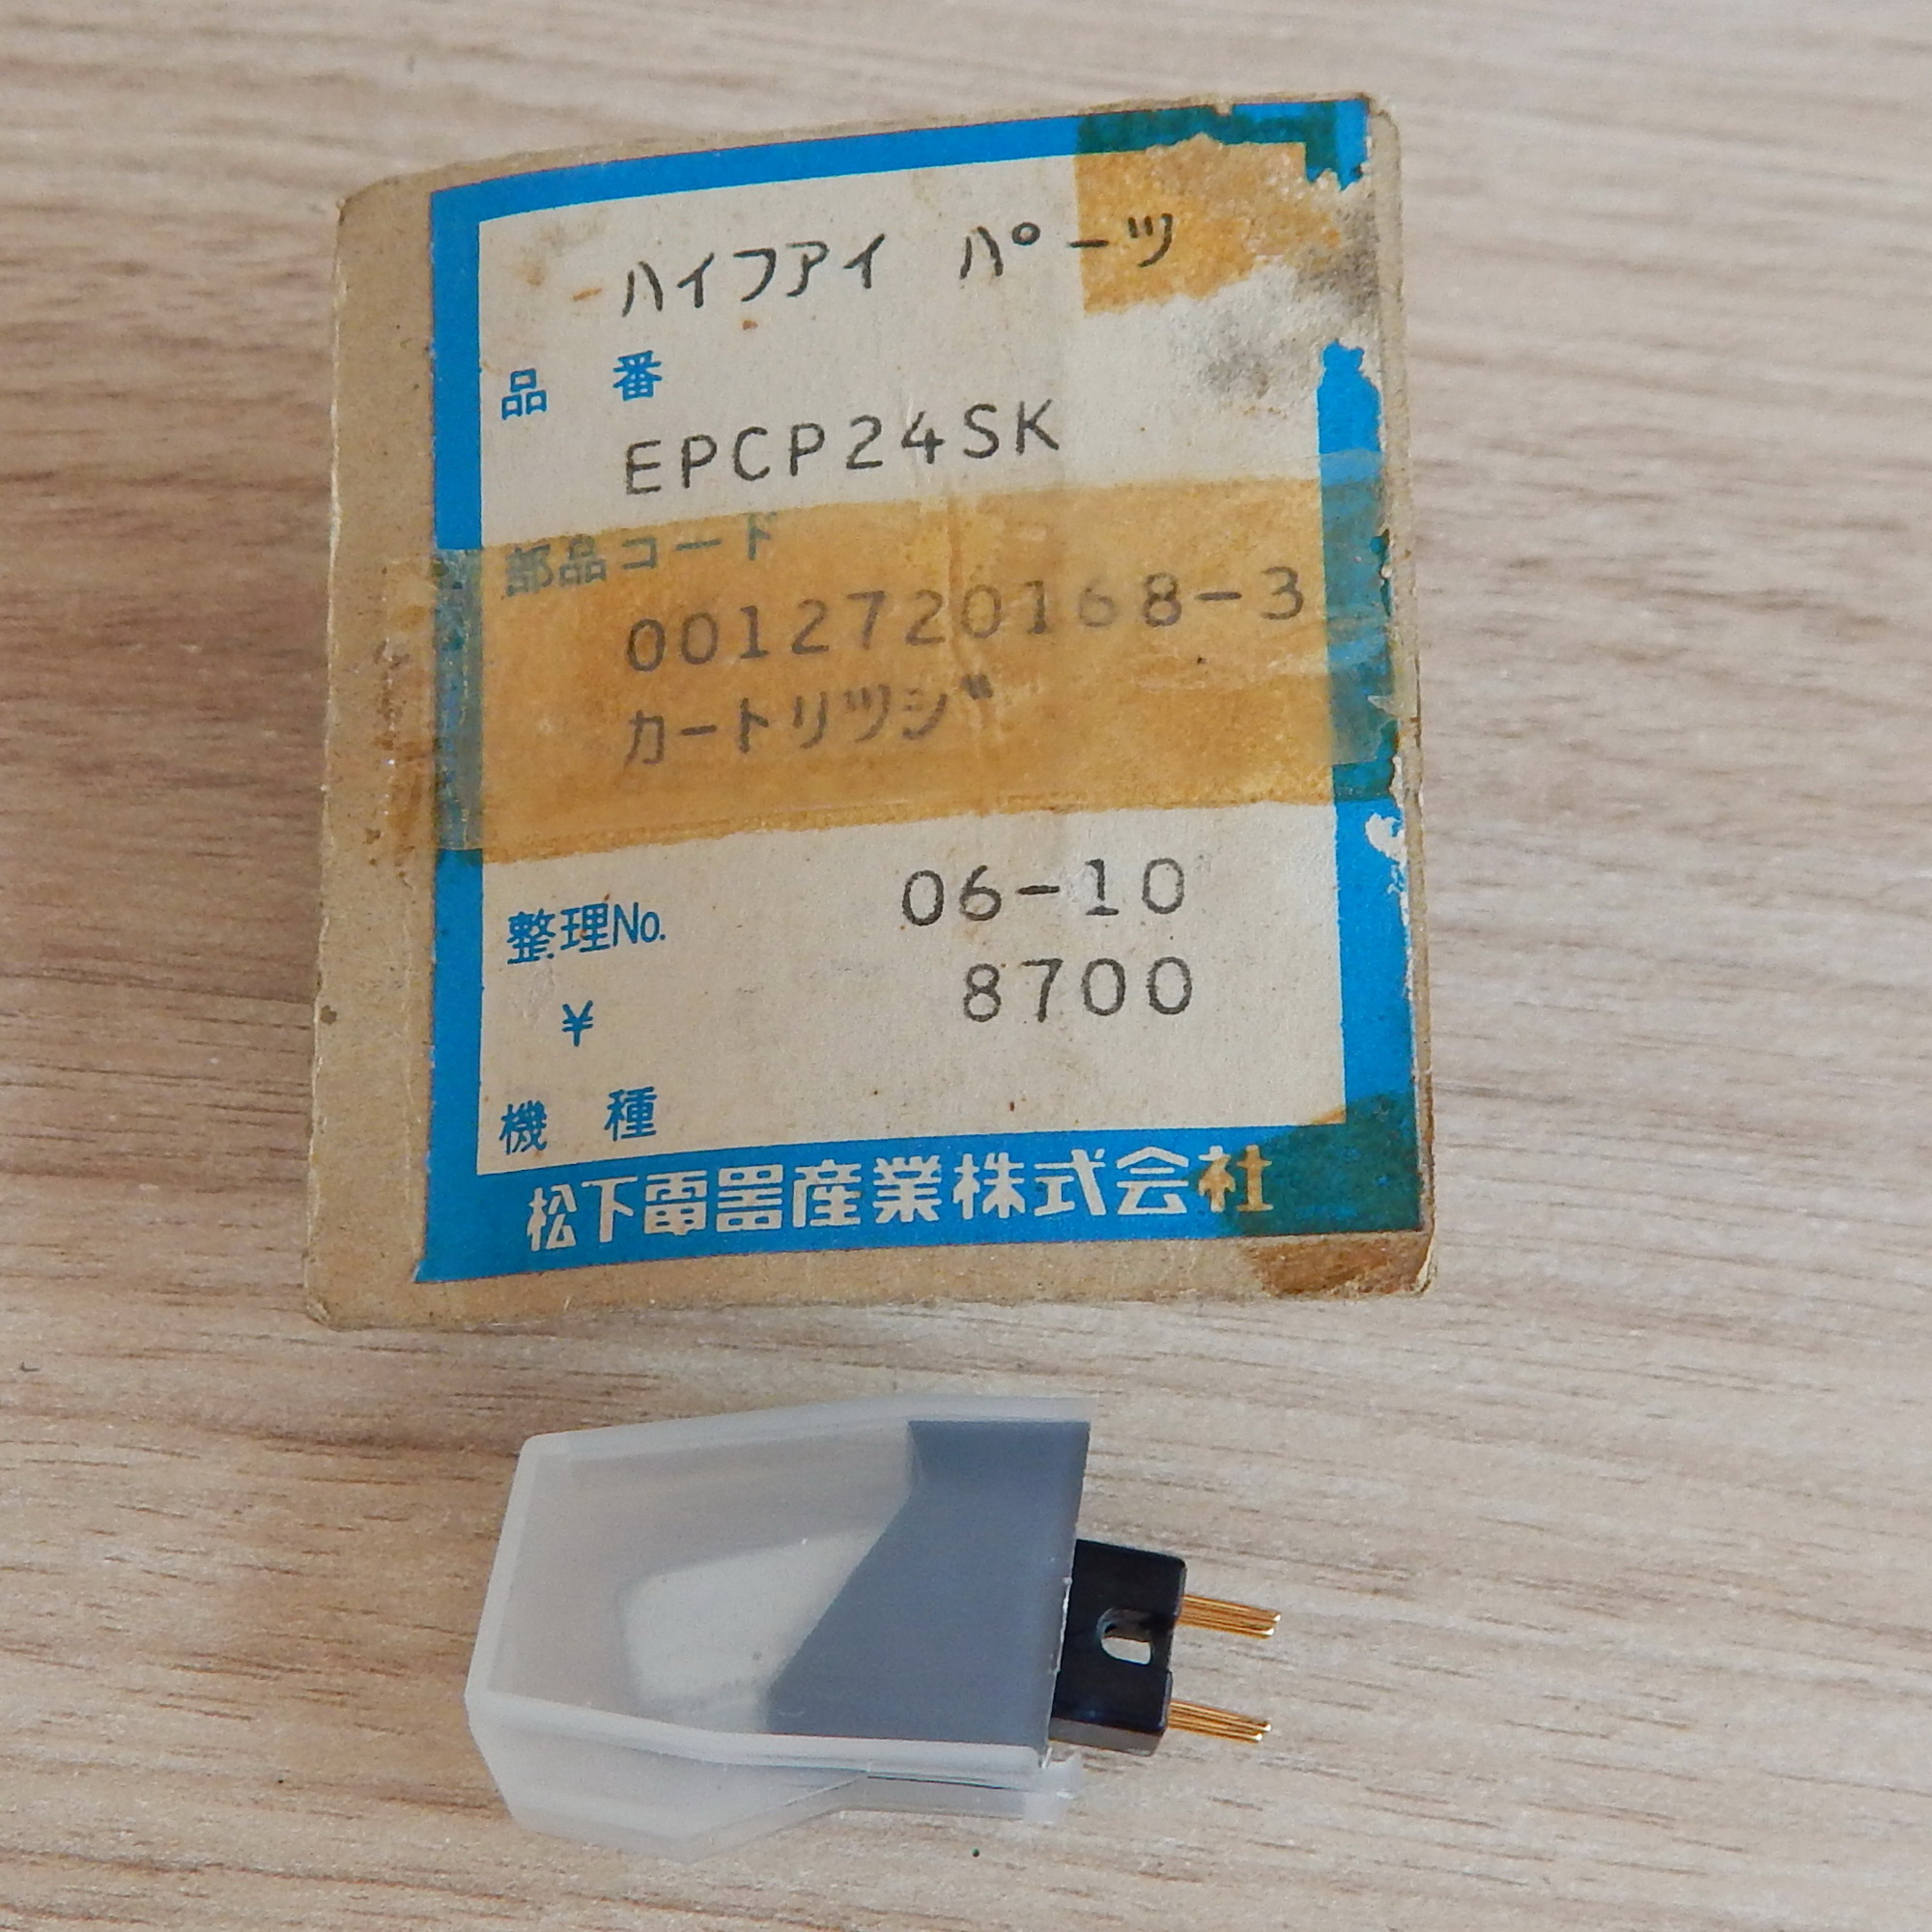 ハイフアイ パーツ
品 番
EPCP24SK
部品コード
0012720168-3
カートリツジ
整理No. 06-10
¥ 8700
機 種
松下電器産業株式会社